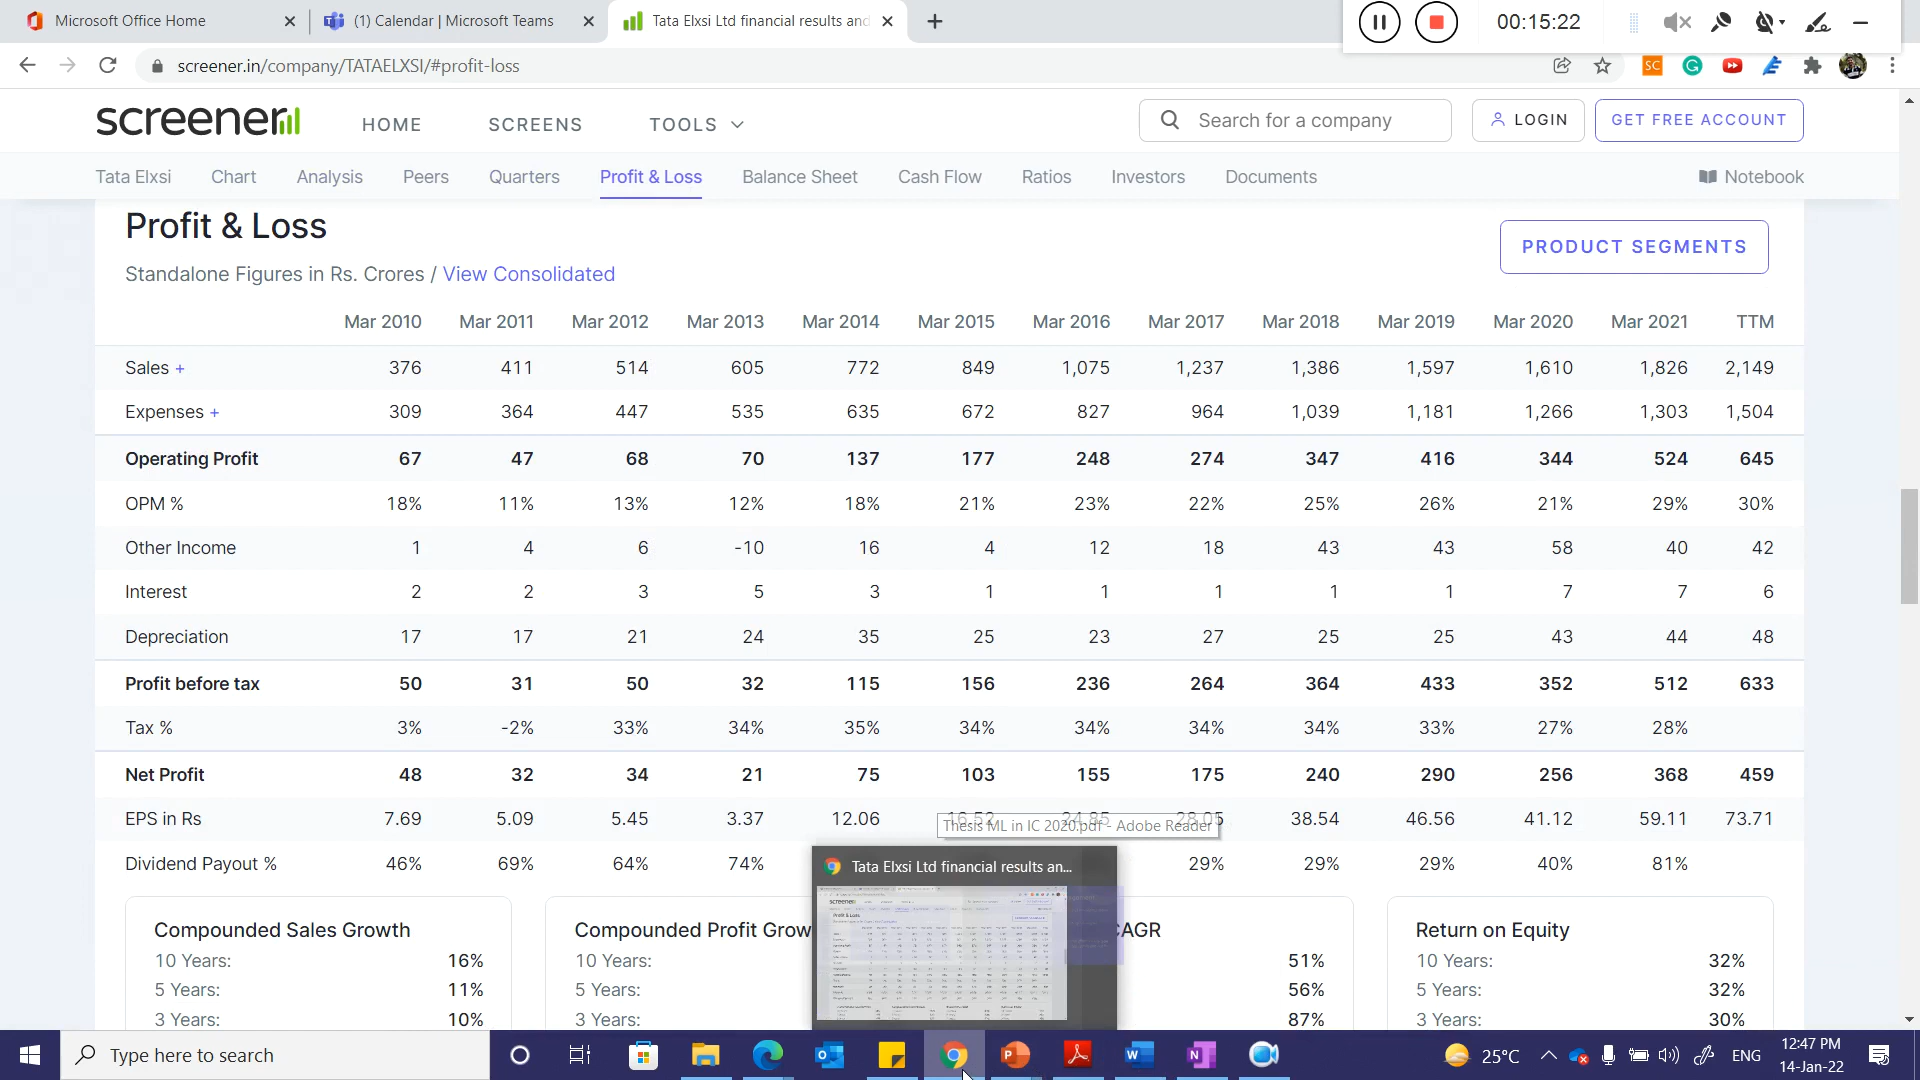 Microsoft Office Home
(1) Calendar | Microsoft Teams
Tata Elxsi Ltd financial results and
00:15:22
screener.in/company/TATAELXSI/#profit-loss
screener
HOME SCREENS TOOLS
Search for a company
LOGIN
GET FREE ACCOUNT
Tata Elxsi Chart Analysis Peers Quarters Profit & Loss Balance Sheet Cash Flow Ratios Investors Documents Notebook
Profit & Loss
PRODUCT SEGMENTS
Standalone Figures in Rs. Crores / View Consolidated
Mar 2010 Mar 2011 Mar 2012 Mar 2013 Mar 2014 Mar 2015 Mar 2016 Mar 2017 Mar 2018 Mar 2019 Mar 2020 Mar 2021 TTM
Sales + 376 411 514 605 772 849 1,075 1,237 1,386 1,597 1,610 1,826 2,149
Expenses + 309 364 447 535 635 672 827 964 1,039 1,181 1,266 1,303 1,504
Operating Profit 67 47 68 70 137 177 248 274 347 416 344 524 645
OPM % 18% 11% 13% 12% 18% 21% 23% 22% 25% 26% 21% 29% 30%
Other Income 1 4 6 -10 16 4 12 18 43 43 58 40 42
Interest 2 2 3 5 3 1 1 1 1 1 7 7 6
Depreciation 17 17 21 24 35 25 23 27 25 25 43 44 48
Profit before tax 50 31 50 32 115 156 236 264 364 433 352 512 633
Tax % 3% -2% 33% 34% 35% 34% 34% 34% 34% 33% 27% 28%
Net Profit 48 32 34 21 75 103 155 175 240 290 256 368 459
EPS in Rs 7.69 5.09 5.45 3.37 12.06 16.52 24.85 28.05 38.54 46.56 41.12 59.11 73.71
Thesis ML in IC 2020.pdf - Adobe Reader
Dividend Payout % 46% 69% 64% 74% 29% 29% 29% 40% 81%
Tata Elxsi Ltd financial results an...
Compounded Sales Growth
10 Years: 16%
5 Years: 11%
3 Years: 10%
Compounded Profit Grow
10 Years:
5 Years:
3 Years:
CAGR
51%
56%
87%
Return on Equity
10 Years: 32%
5 Years: 32%
3 Years: 30%
Type here to search
25°C
ENG
12:47 PM
14-Jan-22